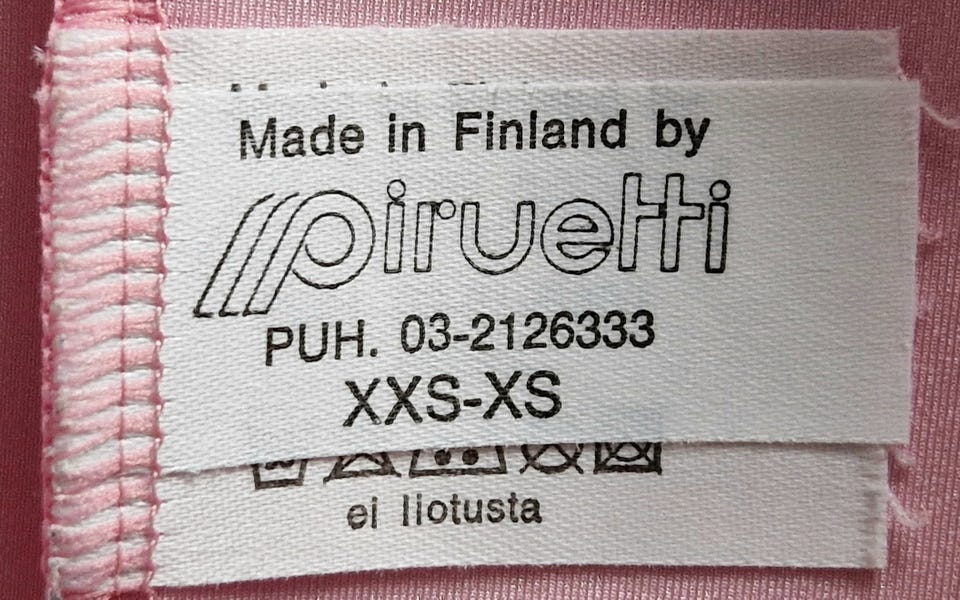 Made in Finland by
piruetti
PUH. 03-2126333
XXS-XS
ei liotusta